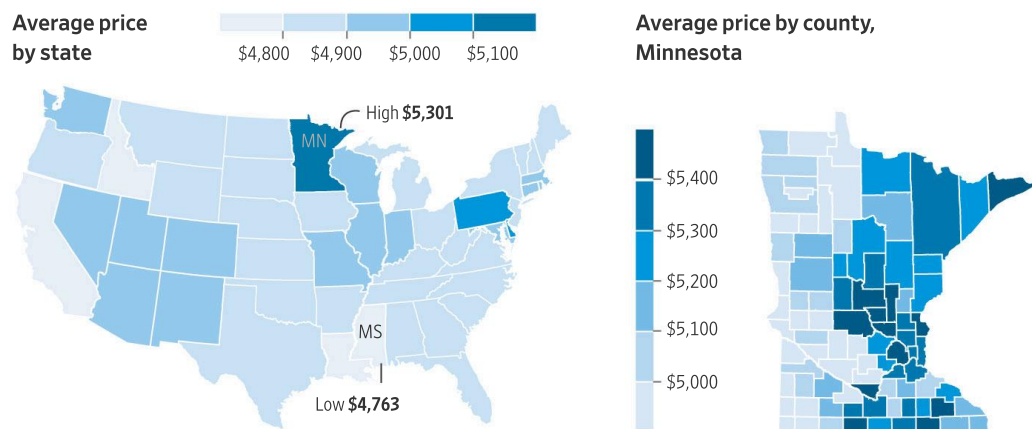 Average price
by state
$4,800 $4,900 $5,000 $5,100
High $5,301
MN
MS
Low $4,763
Average price by county,
Minnesota
$5,400
$5,300
$5,200
$5,100
$5,000